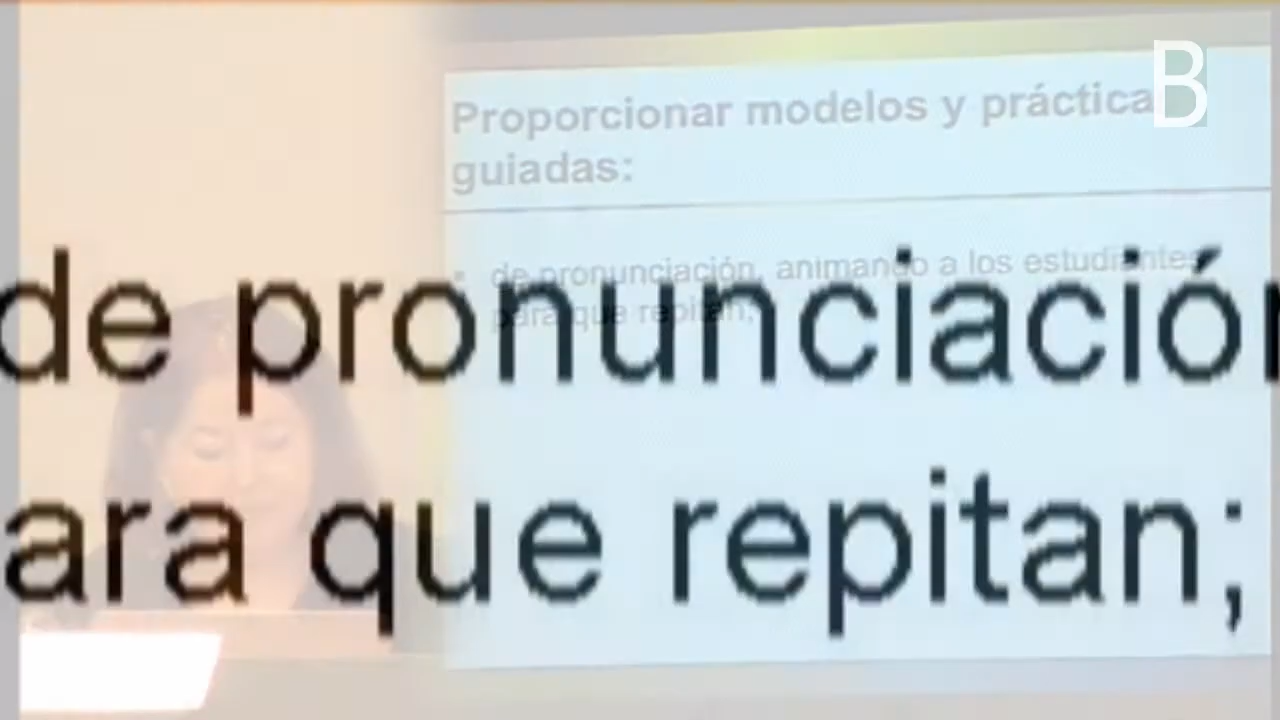 B
Proporcionar modelos y práctica
guiadas:
• de pronunciación, animando a los estudiantes
para que repitan;
de pronunciación
ara que repitan;